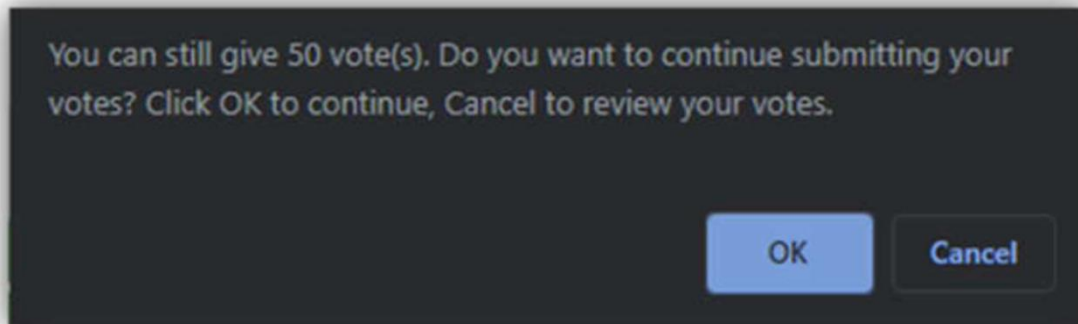 You can still give 50 vote(s). Do you want to continue submitting your
votes? Click OK to continue, Cancel to review your votes.
OK
Cancel